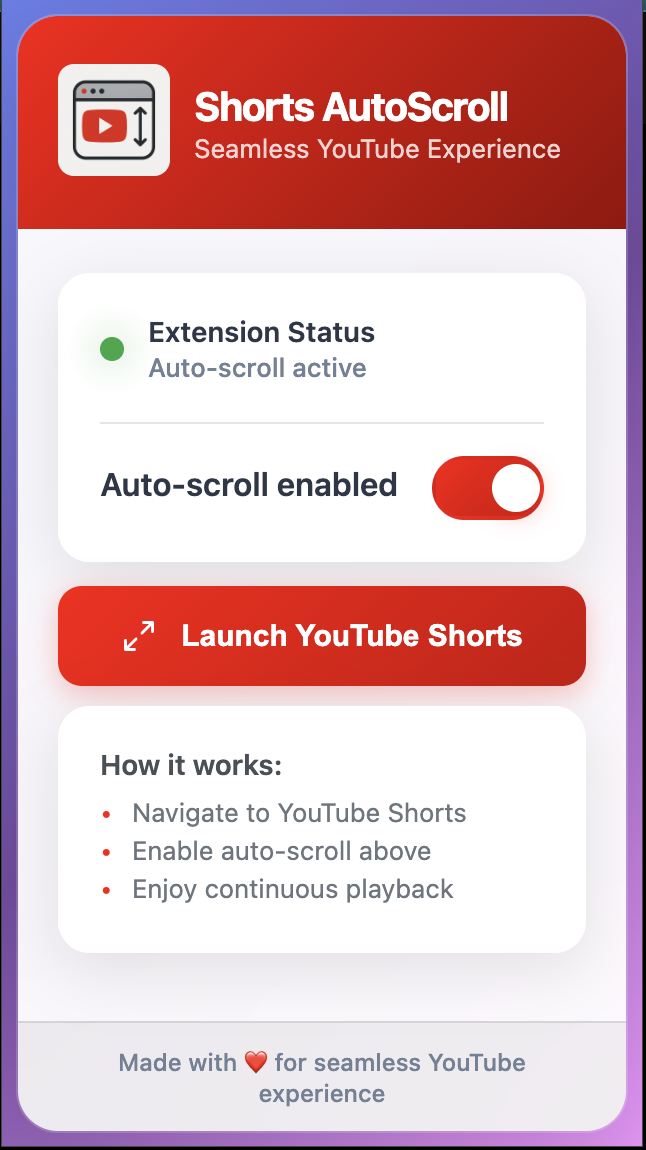 Shorts AutoScroll
Seamless YouTube Experience
Extension Status
Auto-scroll active
Auto-scroll enabled
Launch YouTube Shorts
How it works:
• Navigate to YouTube Shorts
• Enable auto-scroll above
• Enjoy continuous playback
Made with ❤️ for seamless YouTube
experience